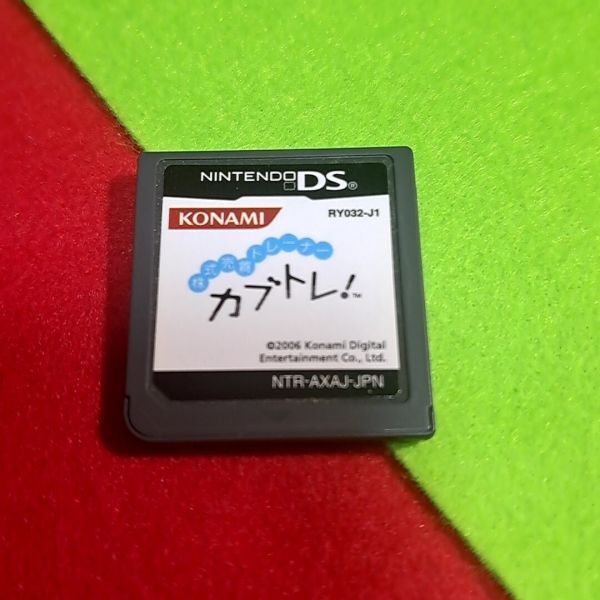 NINTENDO DS®
KONAMI
RY032-J1
株式売買トレーナー
カブトレ!™
©2006 Konami Digital
Entertainment Co., Ltd.
NTR-AXAJ-JPN